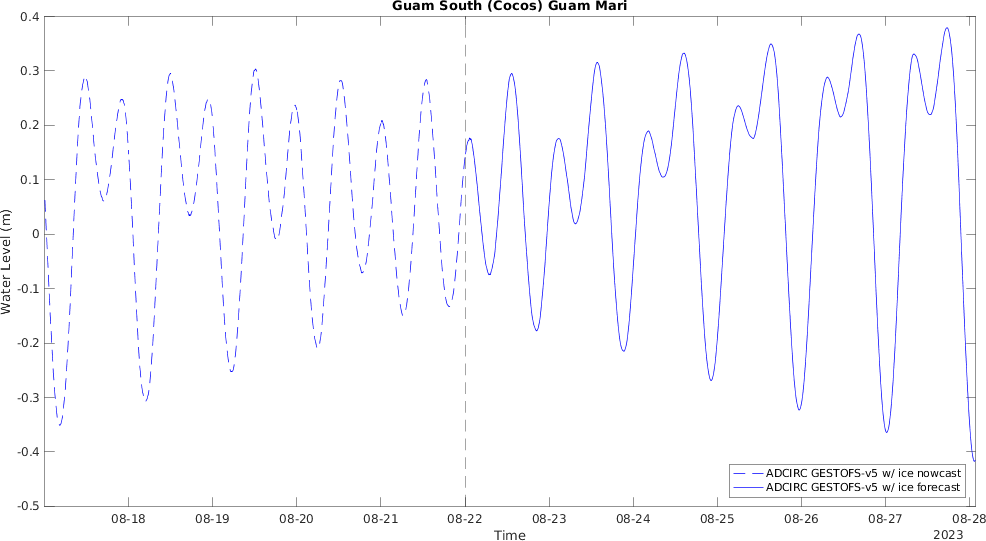 Guam South (Cocos) Guam Mari
0.4
0.3
0.2
0.1
0
-0.1
-0.2
-0.3
-0.4
-0.5
Water Level (m)
08-18 08-19 08-20 08-21 08-22 08-23 08-24 08-25 08-26 08-27 08-28
Time
2023
ADCIRC GESTOFS-v5 w/ ice nowcast
ADCIRC GESTOFS-v5 w/ ice forecast